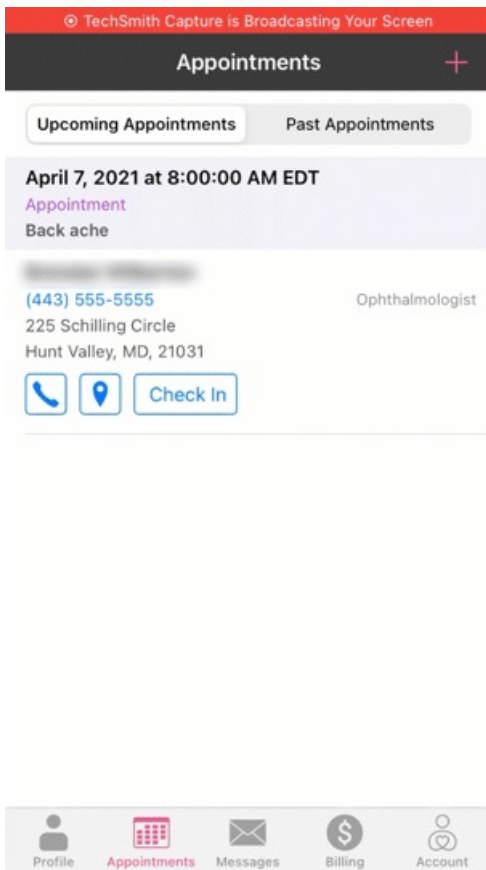 TechSmith Capture is Broadcasting Your Screen
Appointments
Upcoming Appointments Past Appointments
April 7, 2021 at 8:00:00 AM EDT
Appointment
Back ache
(443) 555-5555 Ophthalmologist
225 Schilling Circle
Hunt Valley, MD, 21031
Check In
Profile Appointments Messages Billing Account